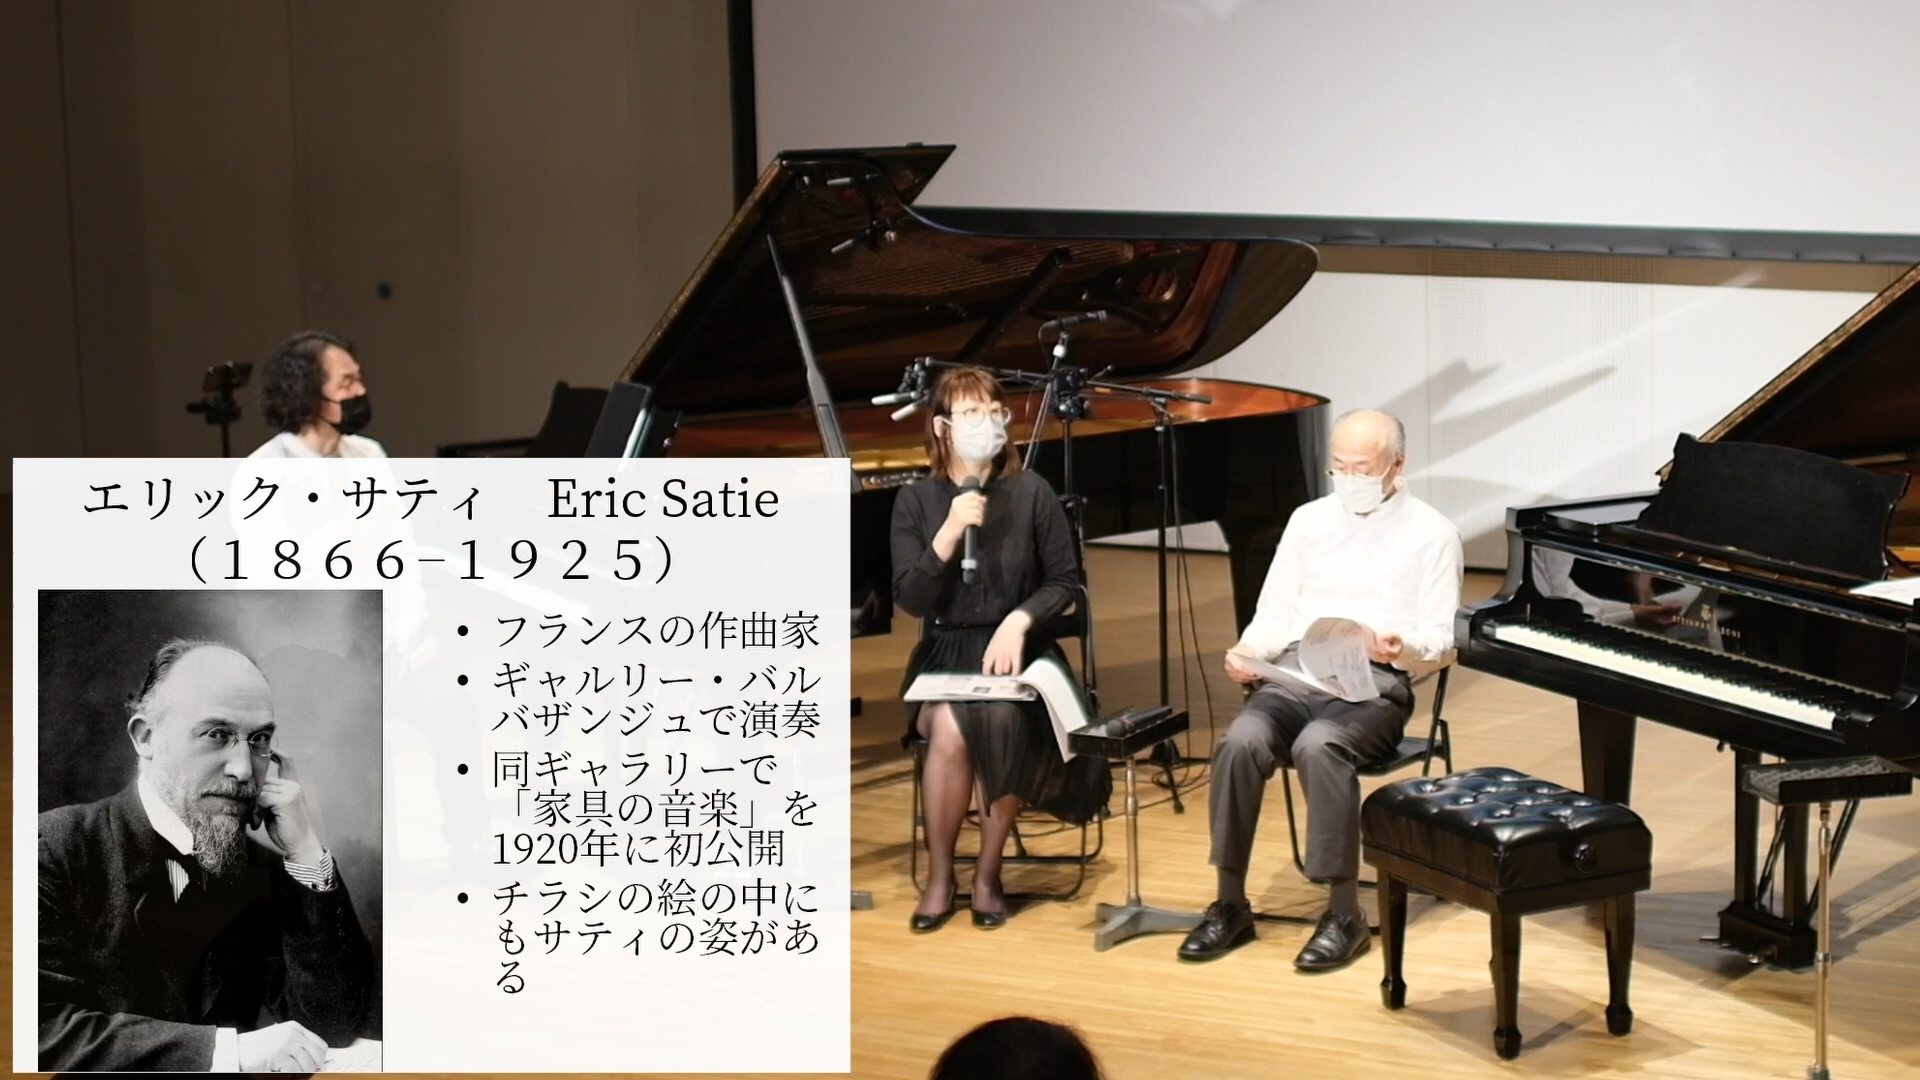 エリック・サティ　Eric Satie
（１８６６−１９２５）
• フランスの作曲家
• ギャルリー・バル
バザンジュで演奏
• 同ギャラリーで
「家具の音楽」を
1920年に初公開
• チラシの絵の中に
もサティの姿があ
る
STEINWAY & SONS